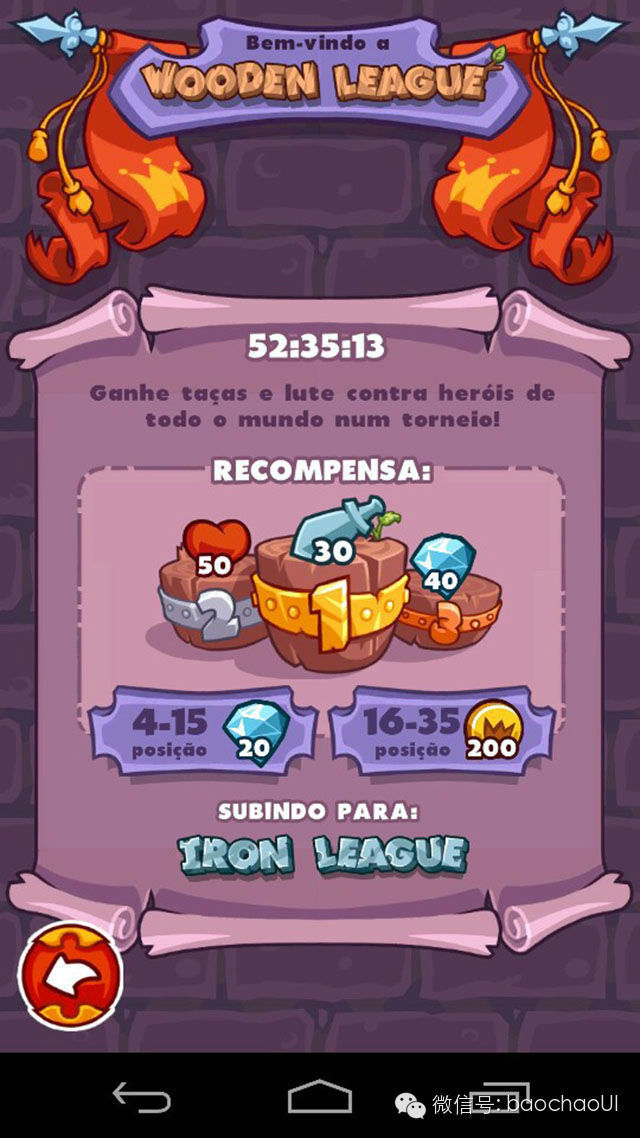 Bem-vindo a
WOODEN LEAGUE
52:35:13
Ganhe taças e lute contra heróis de
todo o mundo num torneio!
RECOMPENSA:
50
30
40
2
1
3
4-15
posição
20
16-35
posição
200
SUBINDO PARA:
IRON LEAGUE
微信号: baochaoUI